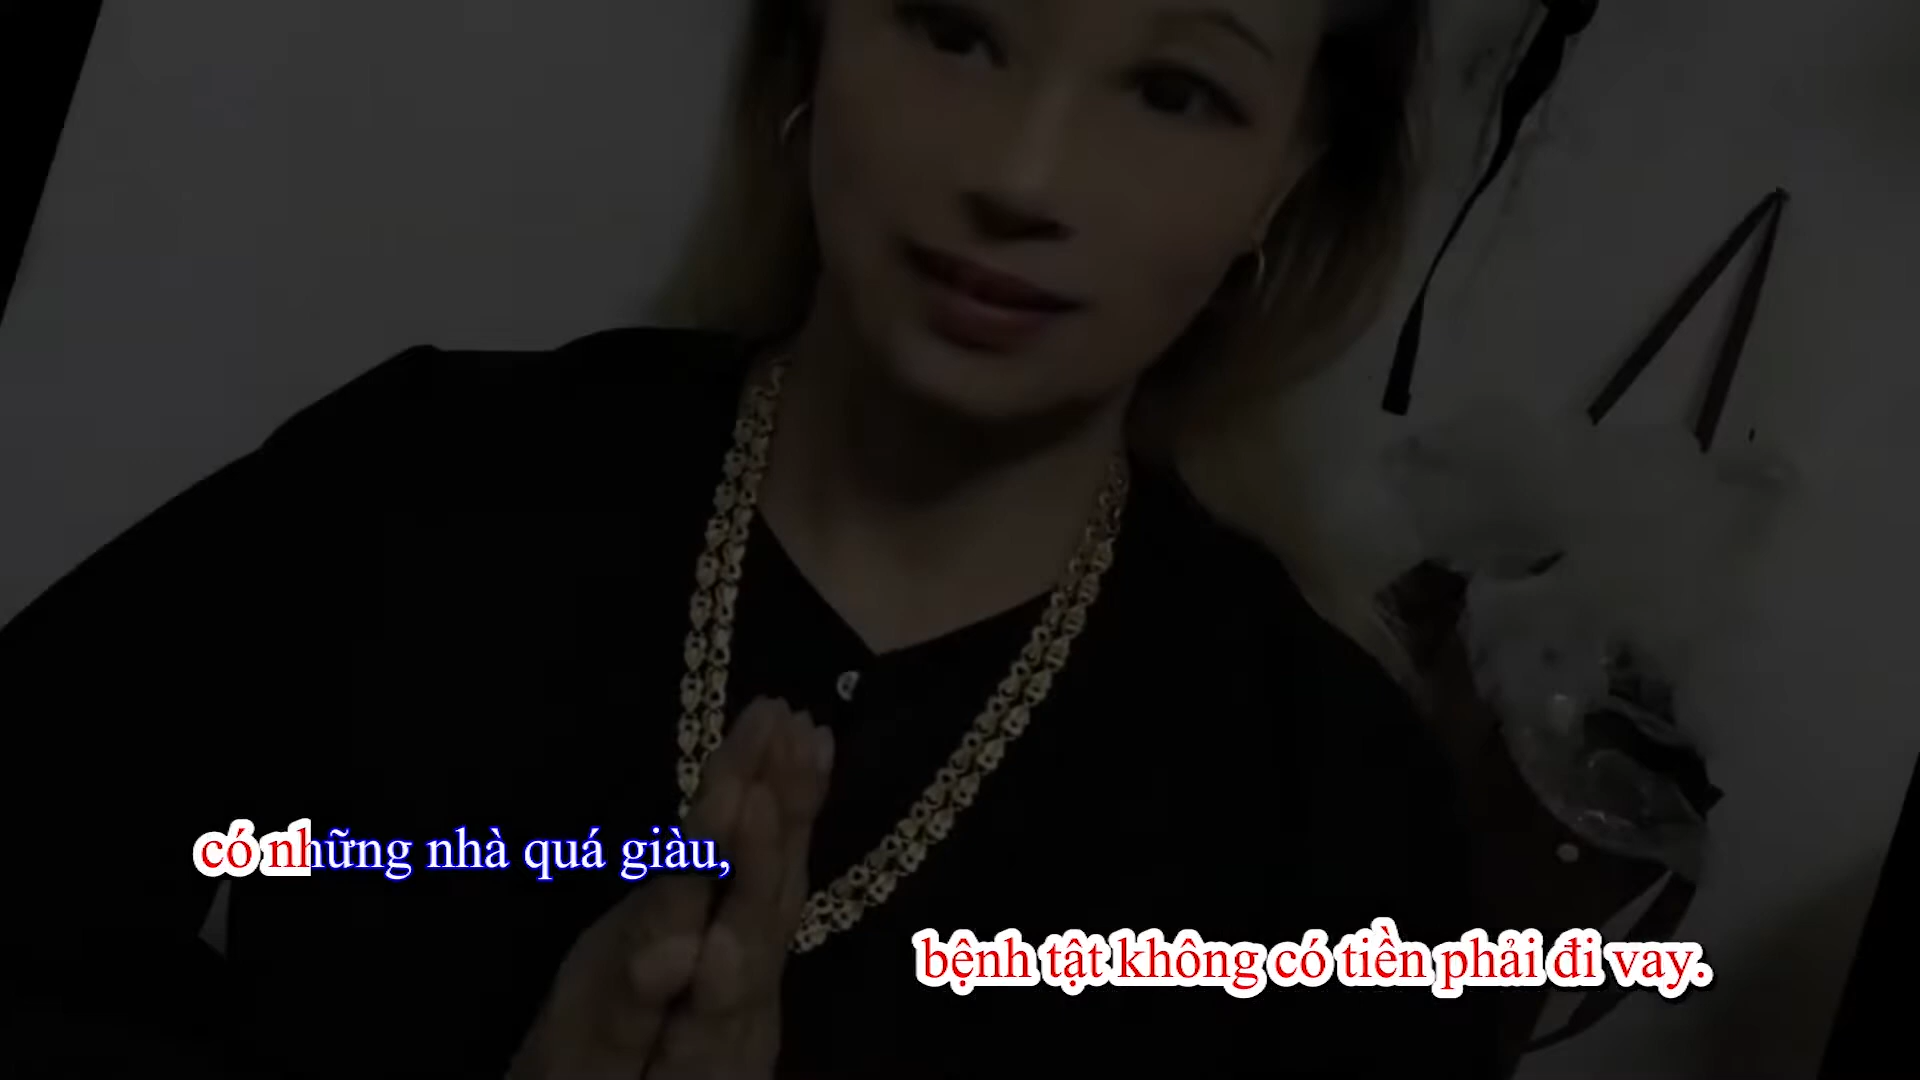 có những nhà quá giàu,
bệnh tật không có tiền phải đi vay.